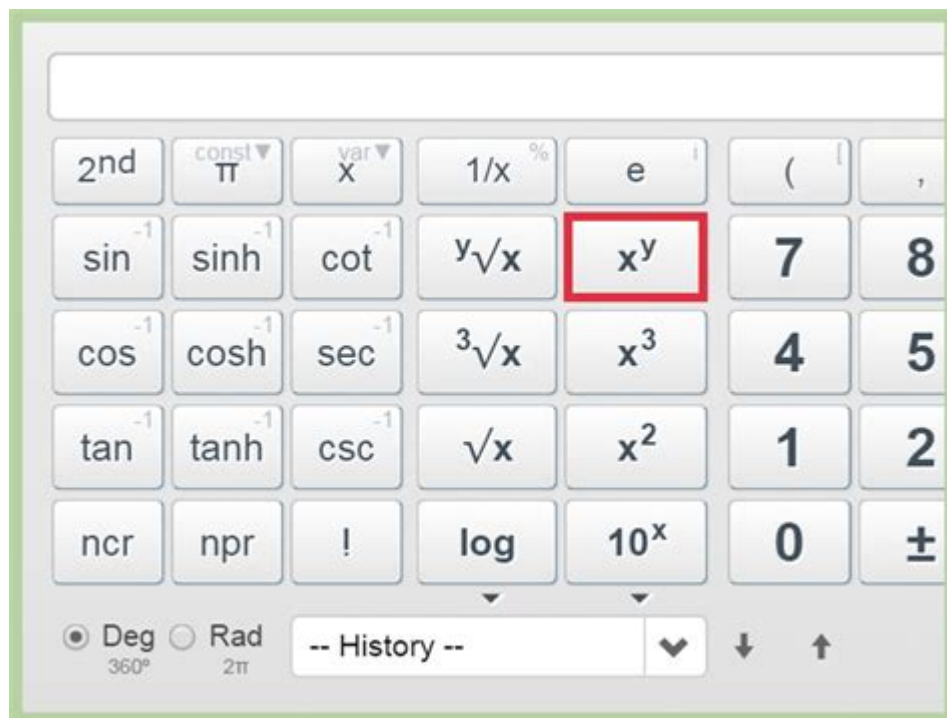 2nd const▼ π var▼ x 1/x % e i ( [ ,
sin -1 sinh -1 cot -1 ʸ√x xʸ 7 8
cos -1 cosh -1 sec -1 ³√x x³ 4 5
tan -1 tanh -1 csc -1 √x x² 1 2
ncr npr ! log 10ˣ 0 ±
Deg Rad -- History --
360º 2π